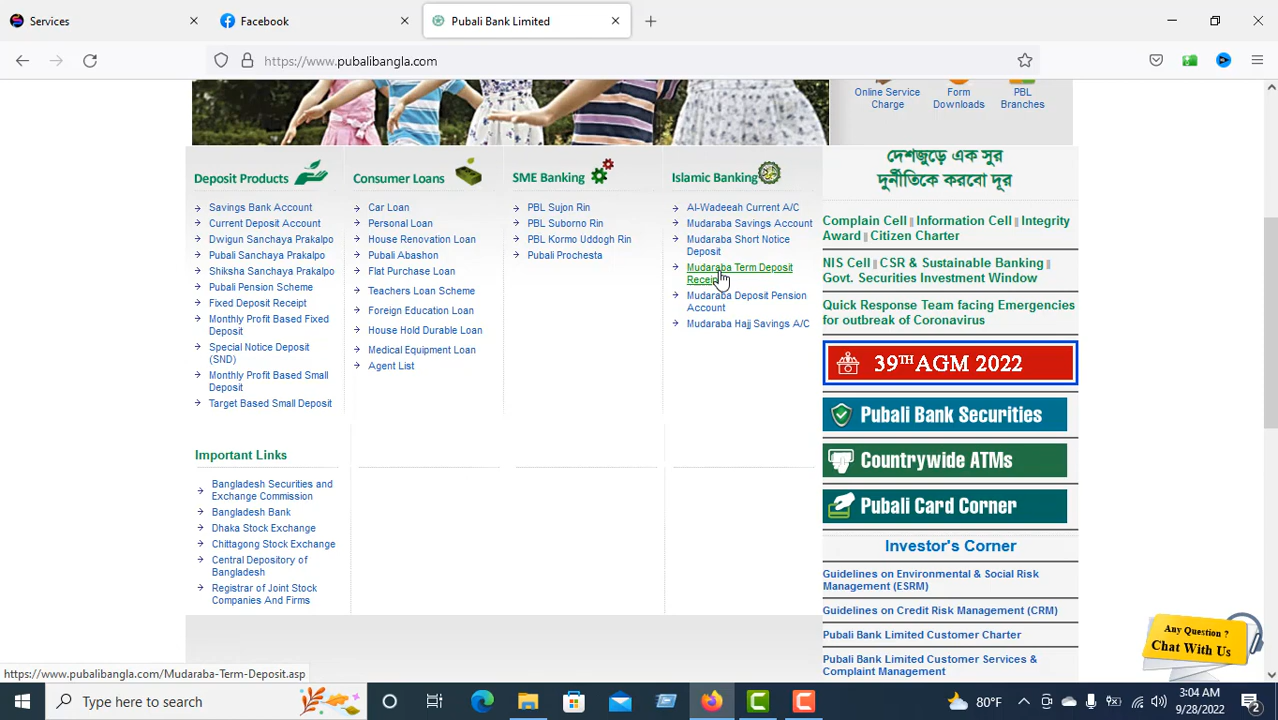 Services
Facebook
Pubali Bank Limited
https://www.pubalibangla.com
Online Service
Charge
Form
Downloads
PBL
Branches
Deposit Products
Savings Bank Account
Current Deposit Account
Dwigun Sanchaya Prakalpo
Pubali Sanchaya Prakalpo
Shiksha Sanchaya Prakalpo
Pubali Pension Scheme
Fixed Deposit Receipt
Monthly Profit Based Fixed
Deposit
Special Notice Deposit
(SND)
Monthly Profit Based Small
Deposit
Target Based Small Deposit
Consumer Loans
Car Loan
Personal Loan
House Renovation Loan
Pubali Abashon
Flat Purchase Loan
Teachers Loan Scheme
Foreign Education Loan
House Hold Durable Loan
Medical Equipment Loan
Agent List
SME Banking
PBL Sujon Rin
PBL Suborno Rin
PBL Kormo Uddogh Rin
Pubali Prochesta
Islamic Banking
Al-Wadeeah Current A/C
Mudaraba Savings Account
Mudaraba Short Notice
Deposit
Mudaraba Term Deposit
Receipt
Mudaraba Deposit Pension
Account
Mudaraba Hajj Savings A/C
দেশজুড়ে এক সুর
দুর্নীতিকে করবো দূর
Complain Cell || Information Cell || Integrity
Award || Citizen Charter
NIS Cell || CSR & Sustainable Banking ||
Govt. Securities Investment Window
Quick Response Team facing Emergencies
for outbreak of Coronavirus
39TH AGM 2022
Pubali Bank Securities
Countrywide ATMs
Pubali Card Corner
Investor's Corner
Guidelines on Environmental & Social Risk
Management (ESRM)
Guidelines on Credit Risk Management (CRM)
Pubali Bank Limited Customer Charter
Pubali Bank Limited Customer Services &
Complaint Management
Important Links
Bangladesh Securities and
Exchange Commission
Bangladesh Bank
Dhaka Stock Exchange
Chittagong Stock Exchange
Central Depository of
Bangladesh
Registrar of Joint Stock
Companies And Firms
Any Question ?
Chat With Us
https://www.pubalibangla.com/Mudaraba-Term-Deposit.asp
Type here to search
80°F
3:04 AM
9/28/2022
2